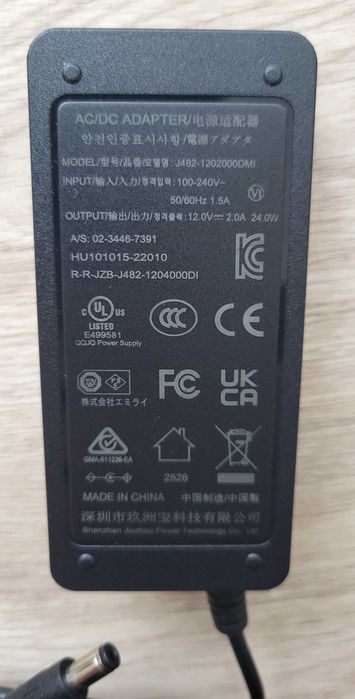 AC/DC ADAPTER/电源适配器
안전인증표시사항/電源アダプタ
MODEL/型号/品番/모델명: J482-1202000DMI
INPUT/输入/入力/정격입력: 100-240V~
50/60Hz 1.5A
VI
OUTPUT/输出/出力/정격출력: 12.0V⎓ 2.0A 24.0W
A/S: 02-3446-7391
HU101015-22010
R-R-JZB-J482-1204000DI
c UL us
LISTED
E499581
QQJQ Power Supply
CCC
CE
PSE
FC
UK
CA
株式会社エミライ
GMA-511226-EA
2526
MADE IN CHINA 中国制造/中国製
深圳市玖洲宝科技有限公司
Shenzhen Jiuzhou Power Technology Co., Ltd.